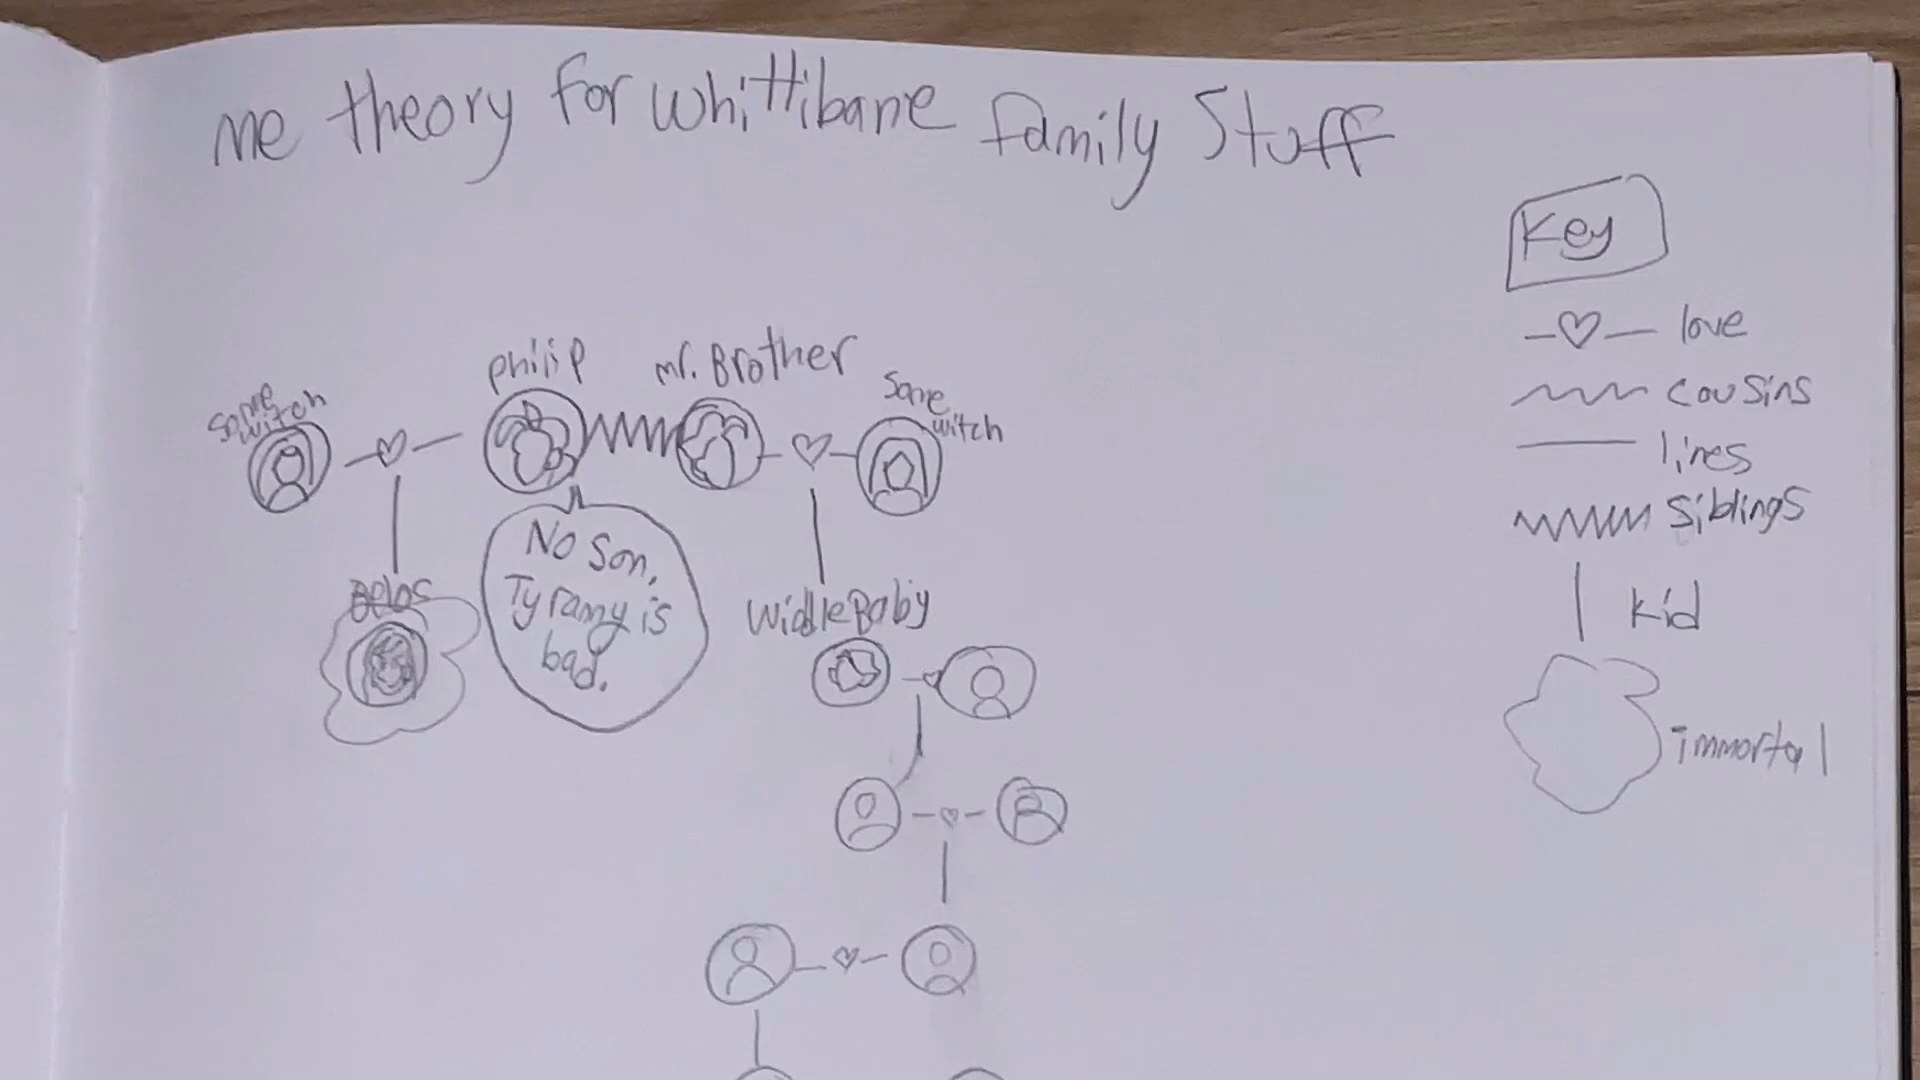 me theory for whittibane family stuff
Key
love
cousins
lines
siblings
kid
immortal
philip
mr. Brother
some
witch
some
witch
No son,
Tyranny is
bad.
Belos
WidleBaby